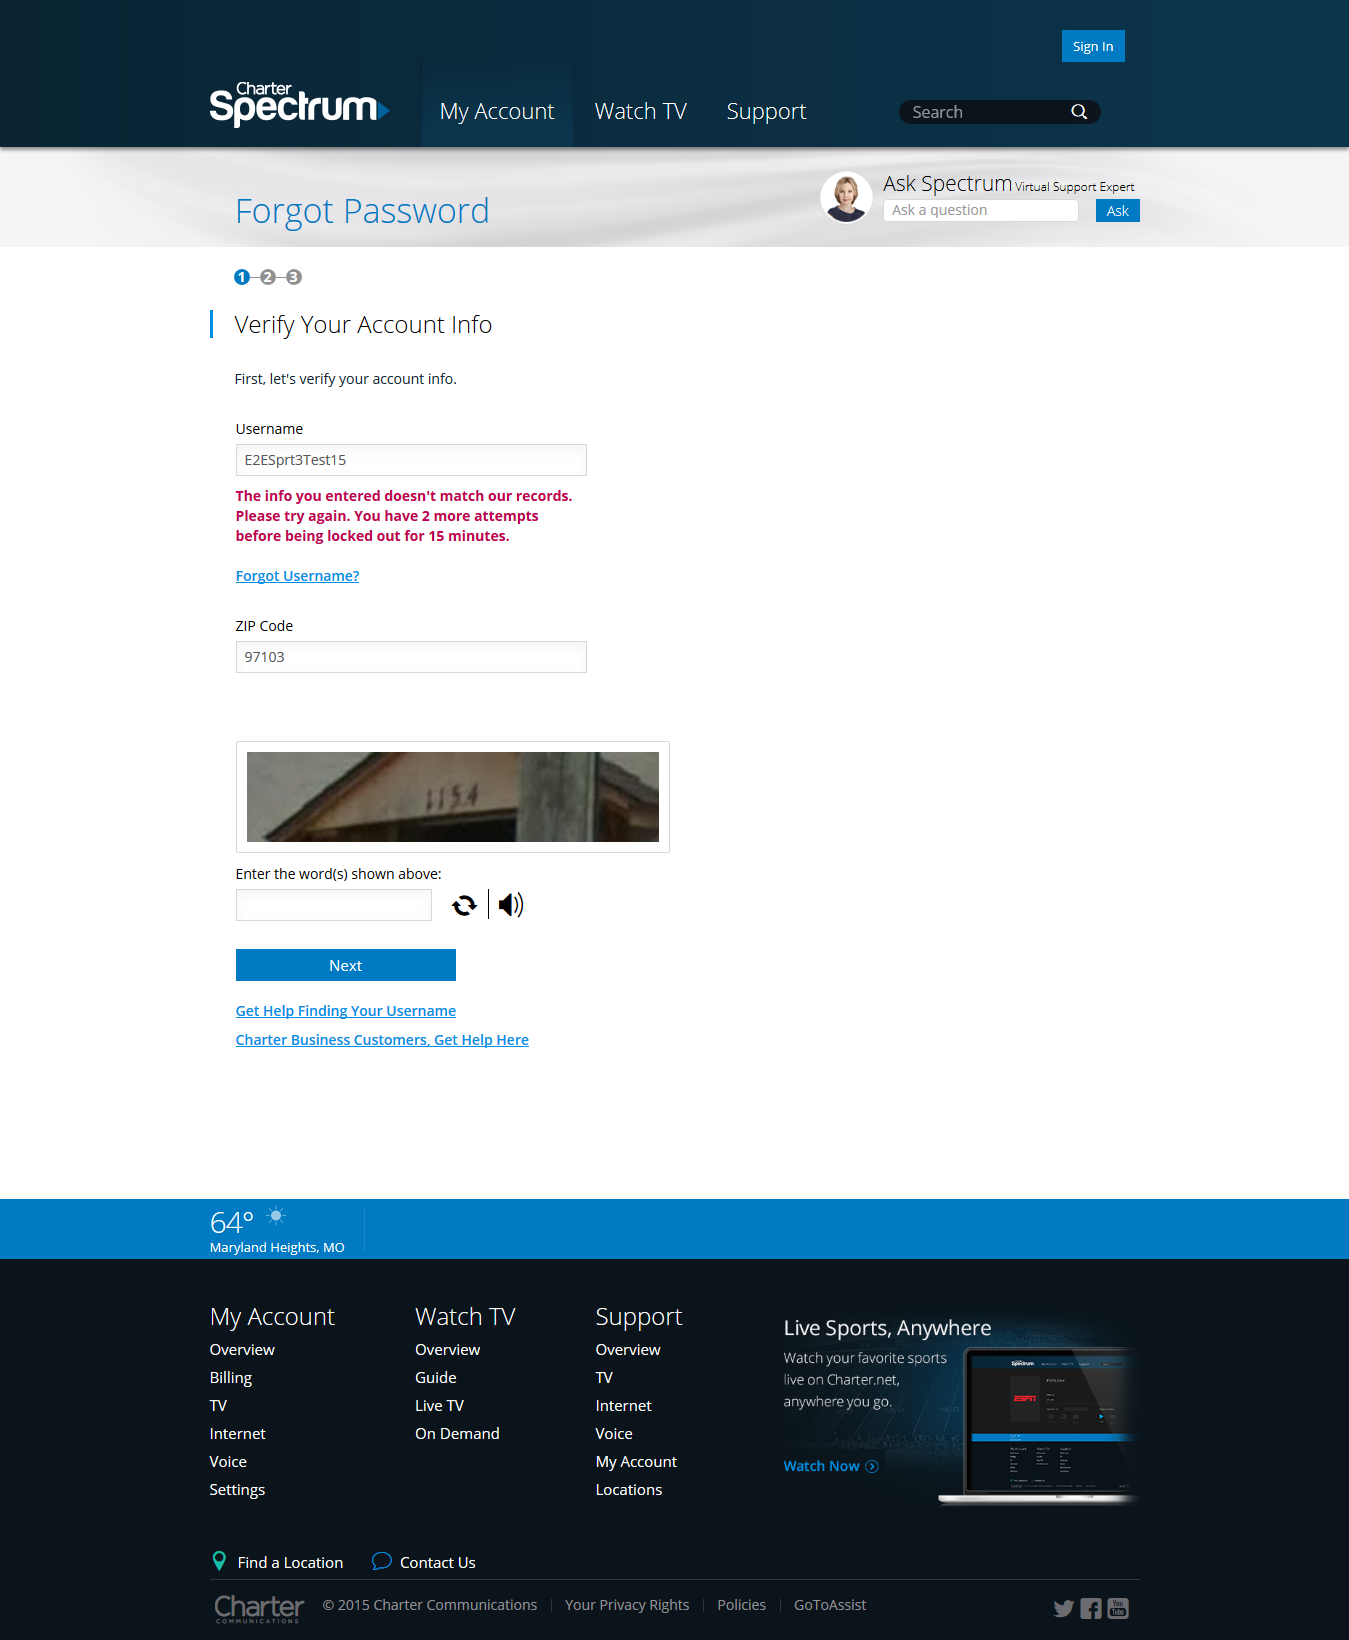 Sign In
Charter
Spectrum
My Account
Watch TV
Support
Search
Forgot Password
Ask Spectrum Virtual Support Expert
Ask a question
Ask
1 2 3
Verify Your Account Info
First, let's verify your account info.
Username
E2ESprt3Test15
The info you entered doesn't match our records.
Please try again. You have 2 more attempts
before being locked out for 15 minutes.
Forgot Username?
ZIP Code
97103
1154
Enter the word(s) shown above:
Next
Get Help Finding Your Username
Charter Business Customers, Get Help Here
64°
Maryland Heights, MO
My Account
Overview
Billing
TV
Internet
Voice
Settings
Watch TV
Overview
Guide
Live TV
On Demand
Support
Overview
TV
Internet
Voice
My Account
Locations
Live Sports, Anywhere
Watch your favorite sports
live on Charter.net,
anywhere you go.
Watch Now
Spectrum
ESPN
Find a Location
Contact Us
Charter
COMMUNICATIONS
© 2015 Charter Communications
Your Privacy Rights
Policies
GoToAssist
You
Tube